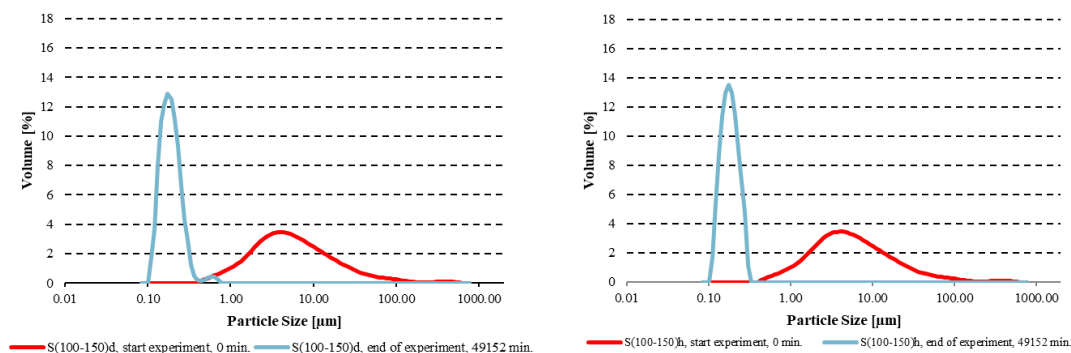 18
16
14
12
10
8
6
4
2
0
Volume [%]
0.01 0.10 1.00 10.00 100.00 1000.00
Particle Size [µm]
S(100-150)d, start experiment, 0 min. S(100-150)d, end of experiment, 49152 min.
18
16
14
12
10
8
6
4
2
0
Volume [%]
0.01 0.10 1.00 10.00 100.00 1000.00
Particle Size [µm]
S(100-150)h, start experiment, 0 min. S(100-150)h, end of experiment, 49152 min.